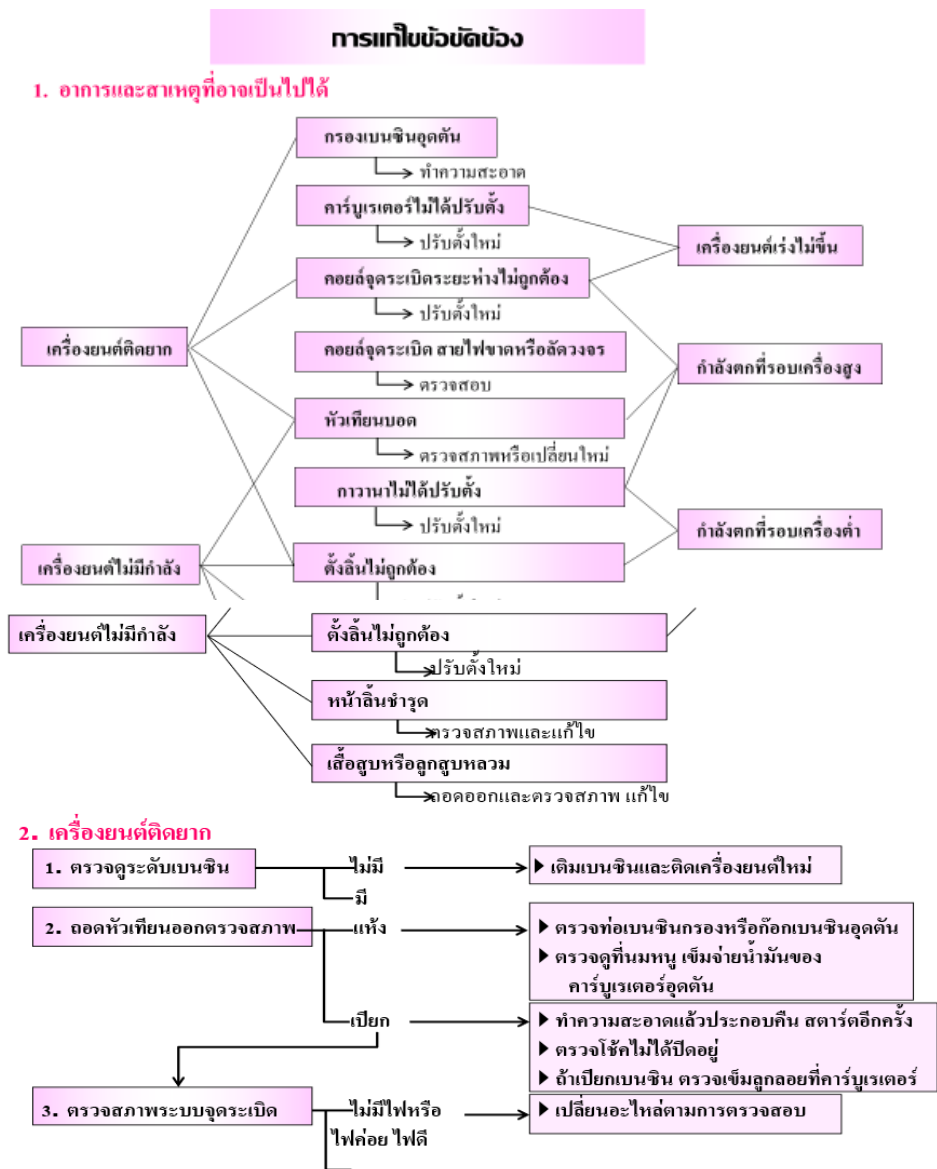 การแก้ไขข้อขัดข้อง
1. อาการและสาเหตุที่อาจเป็นไปได้
กรองเบนซินอุดตัน
ทำความสะอาด
คาร์บูเรเตอร์ไม่ได้ปรับตั้ง
ปรับตั้งใหม่
เครื่องยนต์เร่งไม่ขึ้น
คอยล์จุดระเบิดระยะห่างไม่ถูกต้อง
ปรับตั้งใหม่
เครื่องยนต์ติดยาก
คอยล์จุดระเบิด สายไฟขาดหรือลัดวงจร
ตรวจสอบ
กำลังตกที่รอบเครื่องสูง
หัวเทียนบอด
ตรวจสภาพหรือเปลี่ยนใหม่
กาวานาไม่ได้ปรับตั้ง
ปรับตั้งใหม่
กำลังตกที่รอบเครื่องต่ำ
เครื่องยนต์ไม่มีกำลัง
ตั้งลิ้นไม่ถูกต้อง
เครื่องยนต์ไม่มีกำลัง
ตั้งลิ้นไม่ถูกต้อง
ปรับตั้งใหม่
หน้าลิ้นชำรุด
ตรวจสภาพและแก้ไข
เสื้อสูบหรือลูกสูบหลวม
ถอดออกและตรวจสภาพ แก้ไข
2. เครื่องยนต์ติดยาก
1. ตรวจดูระดับเบนซิน
ไม่มี
เติมเบนซินและติดเครื่องยนต์ใหม่
มี
2. ถอดหัวเทียนออกตรวจสภาพ
แห้ง
ตรวจท่อเบนซินกรองหรือก๊อกเบนซินอุดตัน
ตรวจดูที่นมหนู เข็มจ่ายน้ำมันของ
คาร์บูเรเตอร์อุดตัน
เปียก
ทำความสะอาดแล้วประกอบคืน สตาร์ตอีกครั้ง
ตรวจโช้คไม่ได้ปิดอยู่
ถ้าเปียกเบนซิน ตรวจเข็มลูกลอยที่คาร์บูเรเตอร์
3. ตรวจสภาพระบบจุดระเบิด
ไม่มีไฟหรือ
ไฟค่อย ไฟดี
เปลี่ยนอะไหล่ตามการตรวจสอบ